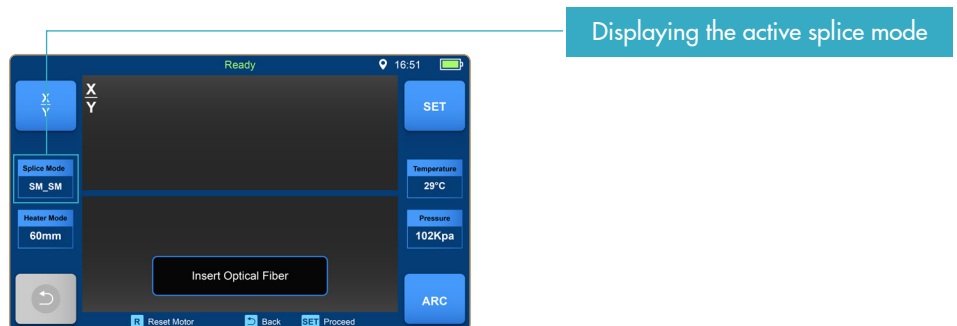 Displaying the active splice mode
Ready
16:51
X
Y
X
Y
SET
Splice Mode
SM_SM
Temperature
29°C
Heater Mode
60mm
Pressure
102Kpa
Insert Optical Fiber
ARC
R Reset Motor
Back
SET Proceed